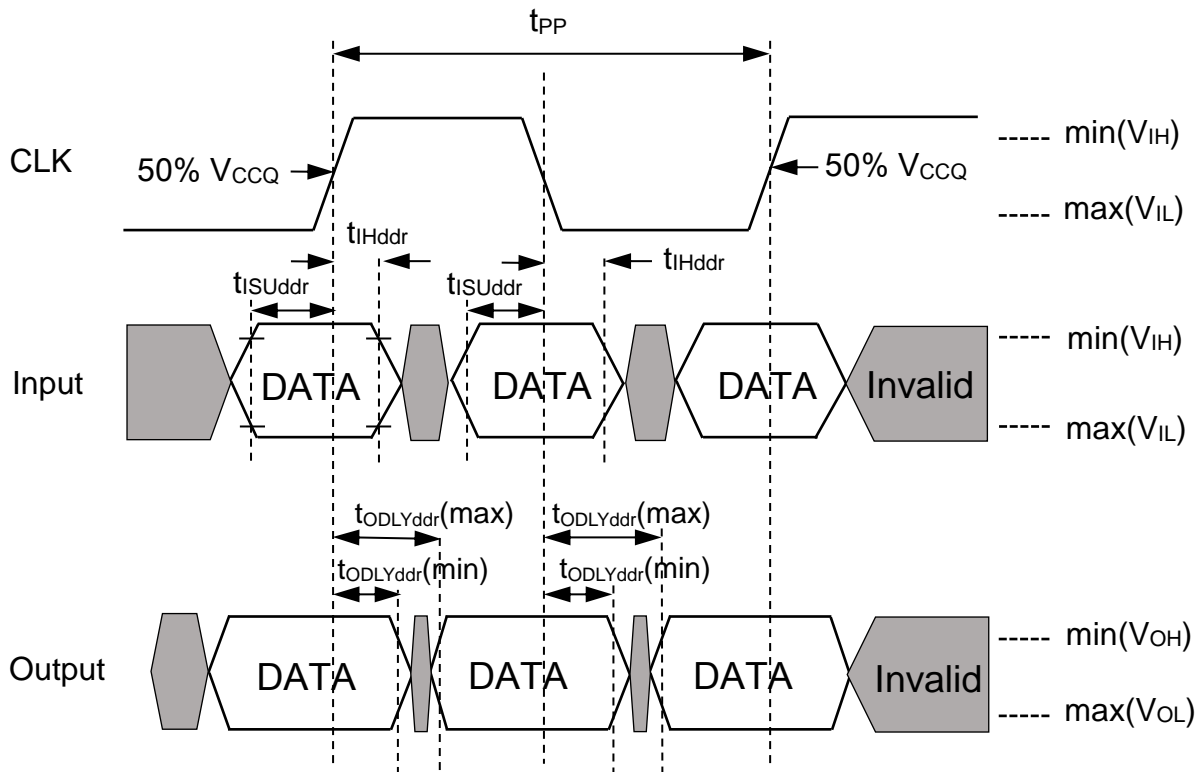 tPP
CLK
50% VCCQ
50% VCCQ
min(VIH)
max(VIL)
tIHddr
tISUddr
tISUddr
tIHddr
Input
DATA
DATA
DATA
Invalid
min(VIH)
max(VIL)
tODLYddr(max)
tODLYddr(max)
tODLYddr(min)
tODLYddr(min)
Output
DATA
DATA
DATA
Invalid
min(VOH)
max(VOL)